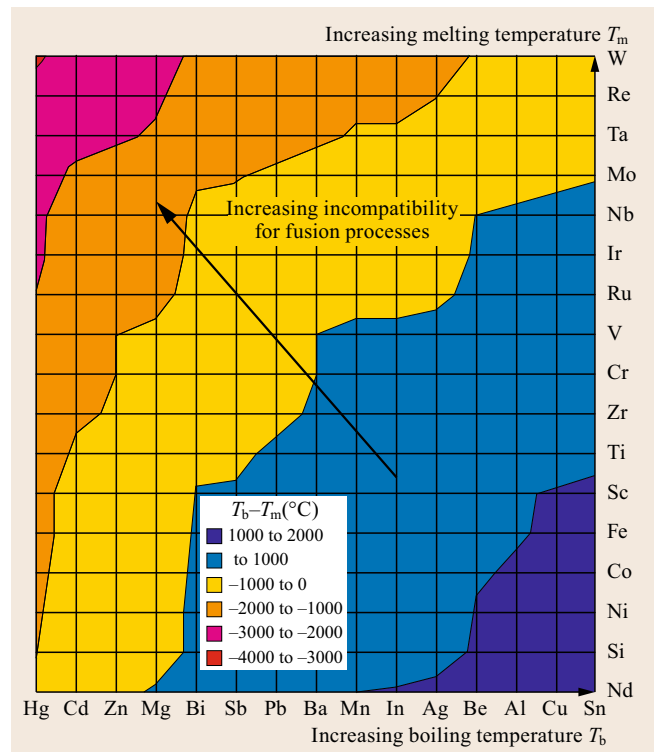 Increasing melting temperature Tm
W
Re
Ta
Mo
Increasing incompatibility
for fusion processes
Nb
Ir
Ru
V
Cr
Zr
Ti
Sc
Fe
Co
Ni
Si
Nd
Tb–Tm(°C)
1000 to 2000
to 1000
–1000 to 0
–2000 to –1000
–3000 to –2000
–4000 to –3000
Hg Cd Zn Mg Bi Sb Pb Ba Mn In Ag Be Al Cu Sn
Increasing boiling temperature Tb